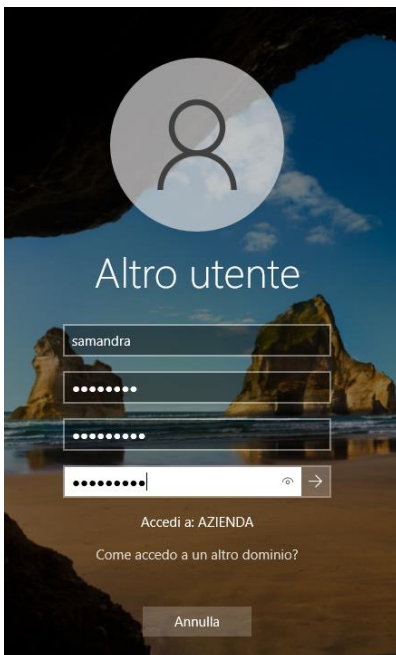 Altro utente
samandra
••••••••
•••••••••
•••••••••
Accedi a: AZIENDA
Come accedo a un altro dominio?
Annulla